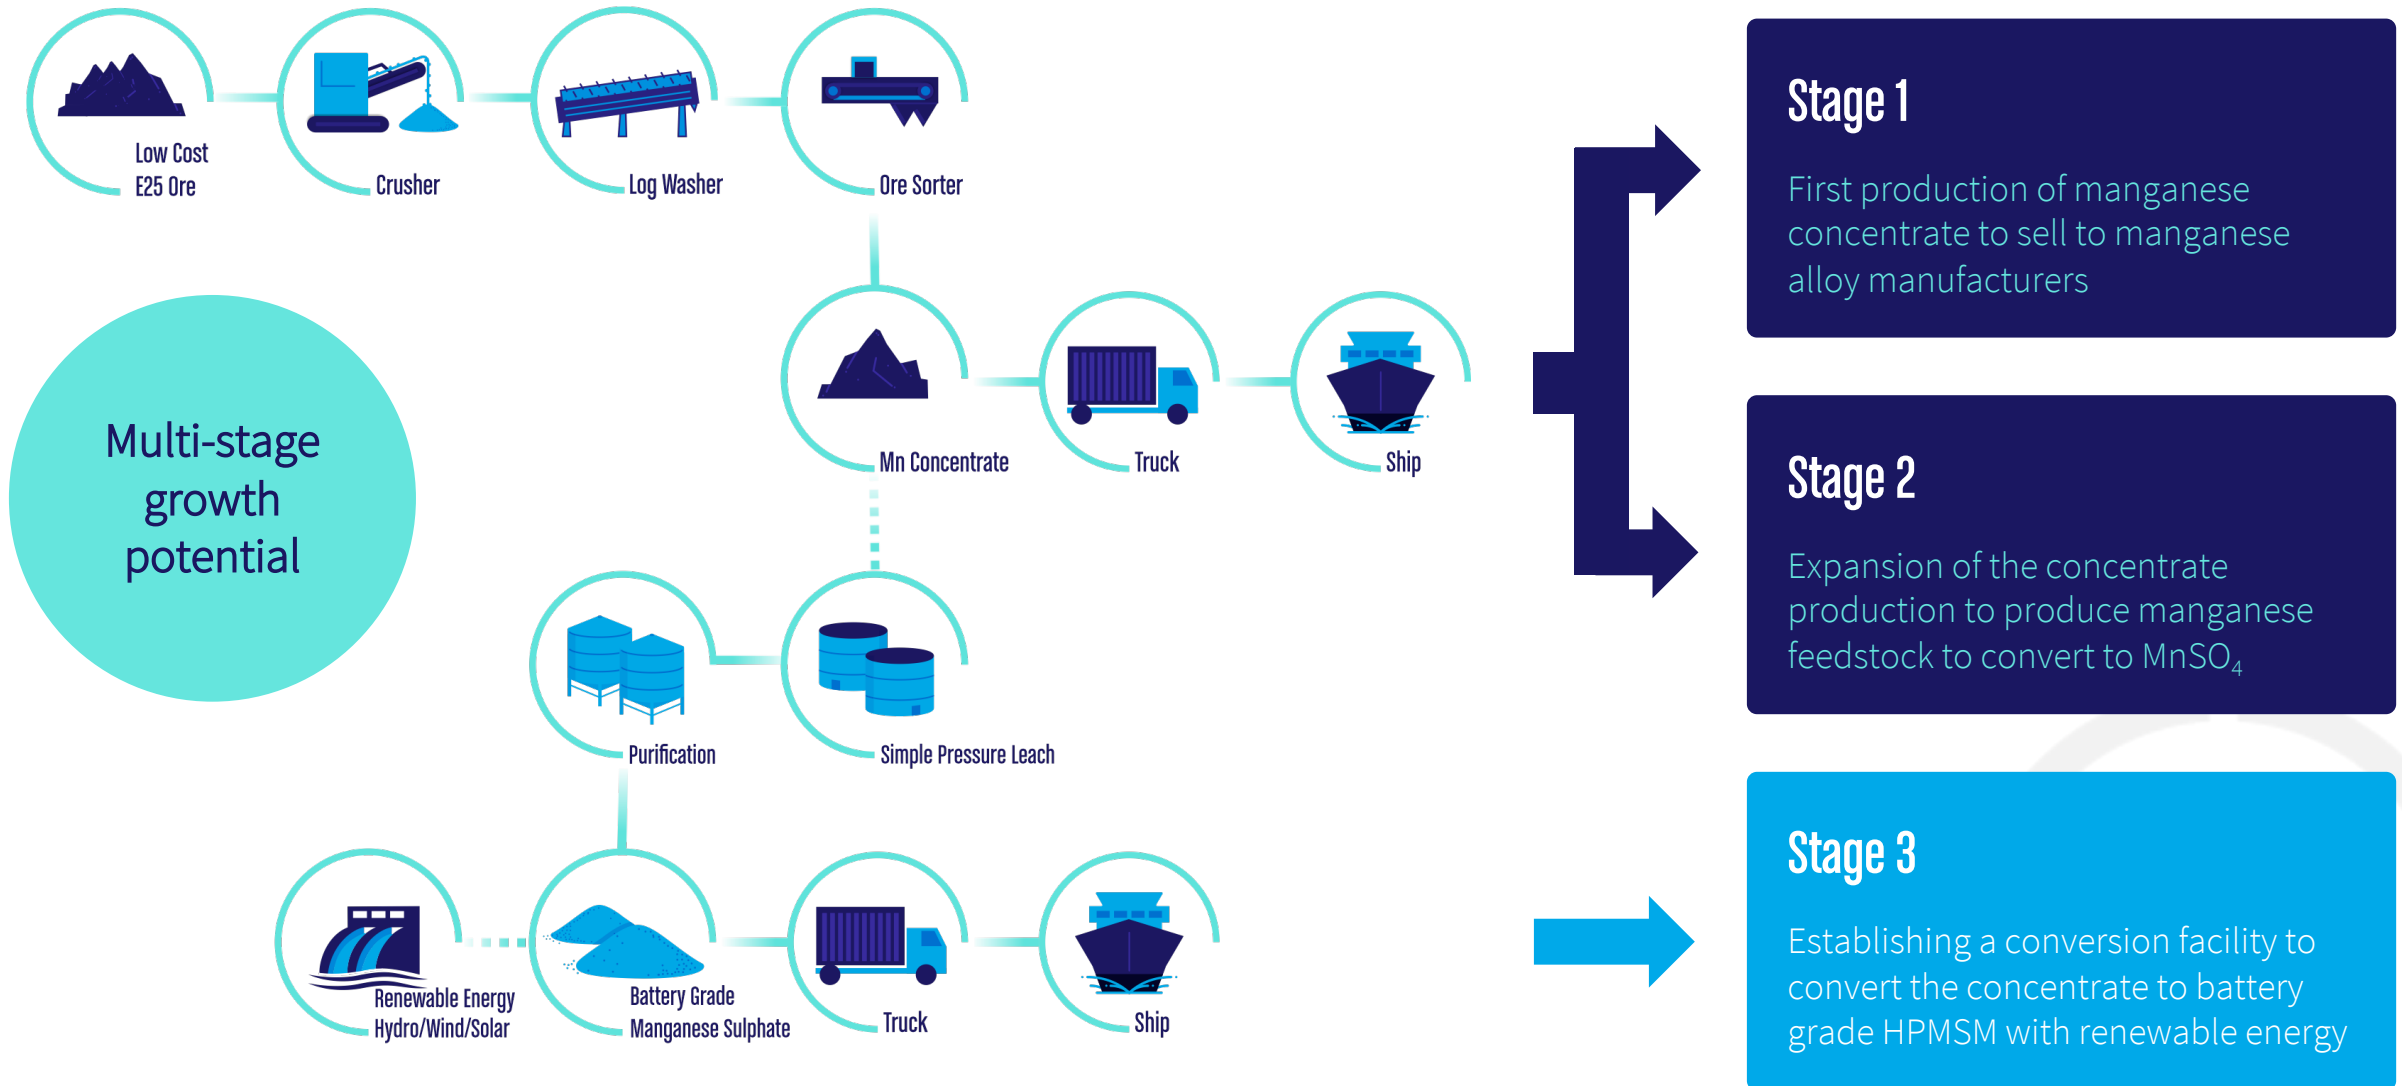 Low Cost
E25 Ore
Crusher
Log Washer
Ore Sorter
Mn Concentrate
Truck
Ship
Multi-stage
growth
potential
Purification
Simple Pressure Leach
Renewable Energy
Hydro/Wind/Solar
Battery Grade
Manganese Sulphate
Truck
Ship
Stage 1
First production of manganese
concentrate to sell to manganese
alloy manufacturers
Stage 2
Expansion of the concentrate
production to produce manganese
feedstock to convert to MnSO₄
Stage 3
Establishing a conversion facility to
convert the concentrate to battery
grade HPMSM with renewable energy